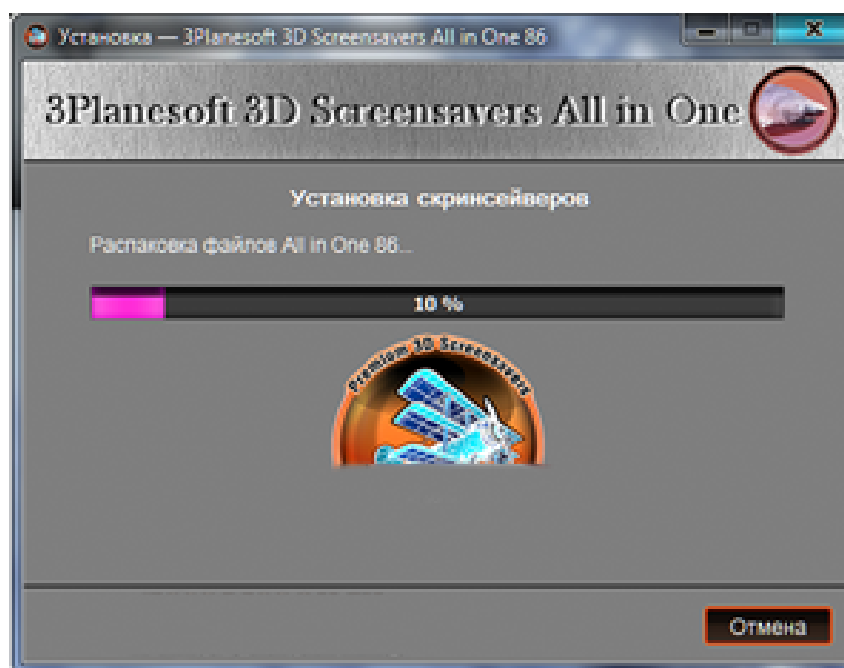 Установка — 3Planesoft 3D Screensavers All in One 86
3Planesoft 3D Screensavers All in One
Установка скринсейверов
Распаковка файлов All in One 86...
10 %
Premium 3D Screensavers
Отмена